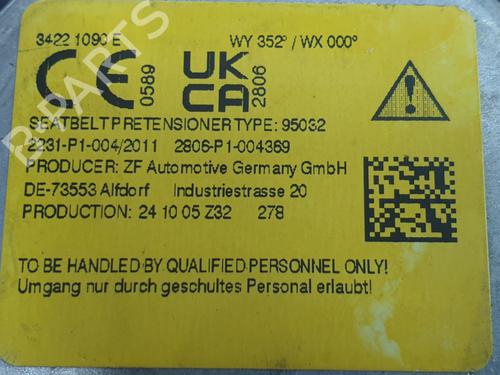 3422 1090 E WY 352° / WX 000°
CE 0589 UK CA 2806
SEATBELT PRETENSIONER TYPE: 95032
2231-P1-004/2011 2806-P1-004369
PRODUCER: ZF Automotive Germany GmbH
DE-73553 Alfdorf Industriestrasse 20
PRODUCTION: 24 10 05 Z32 278
TO BE HANDLED BY QUALIFIED PERSONNEL ONLY!
Umgang nur durch geschultes Personal erlaubt!
B-PARTS